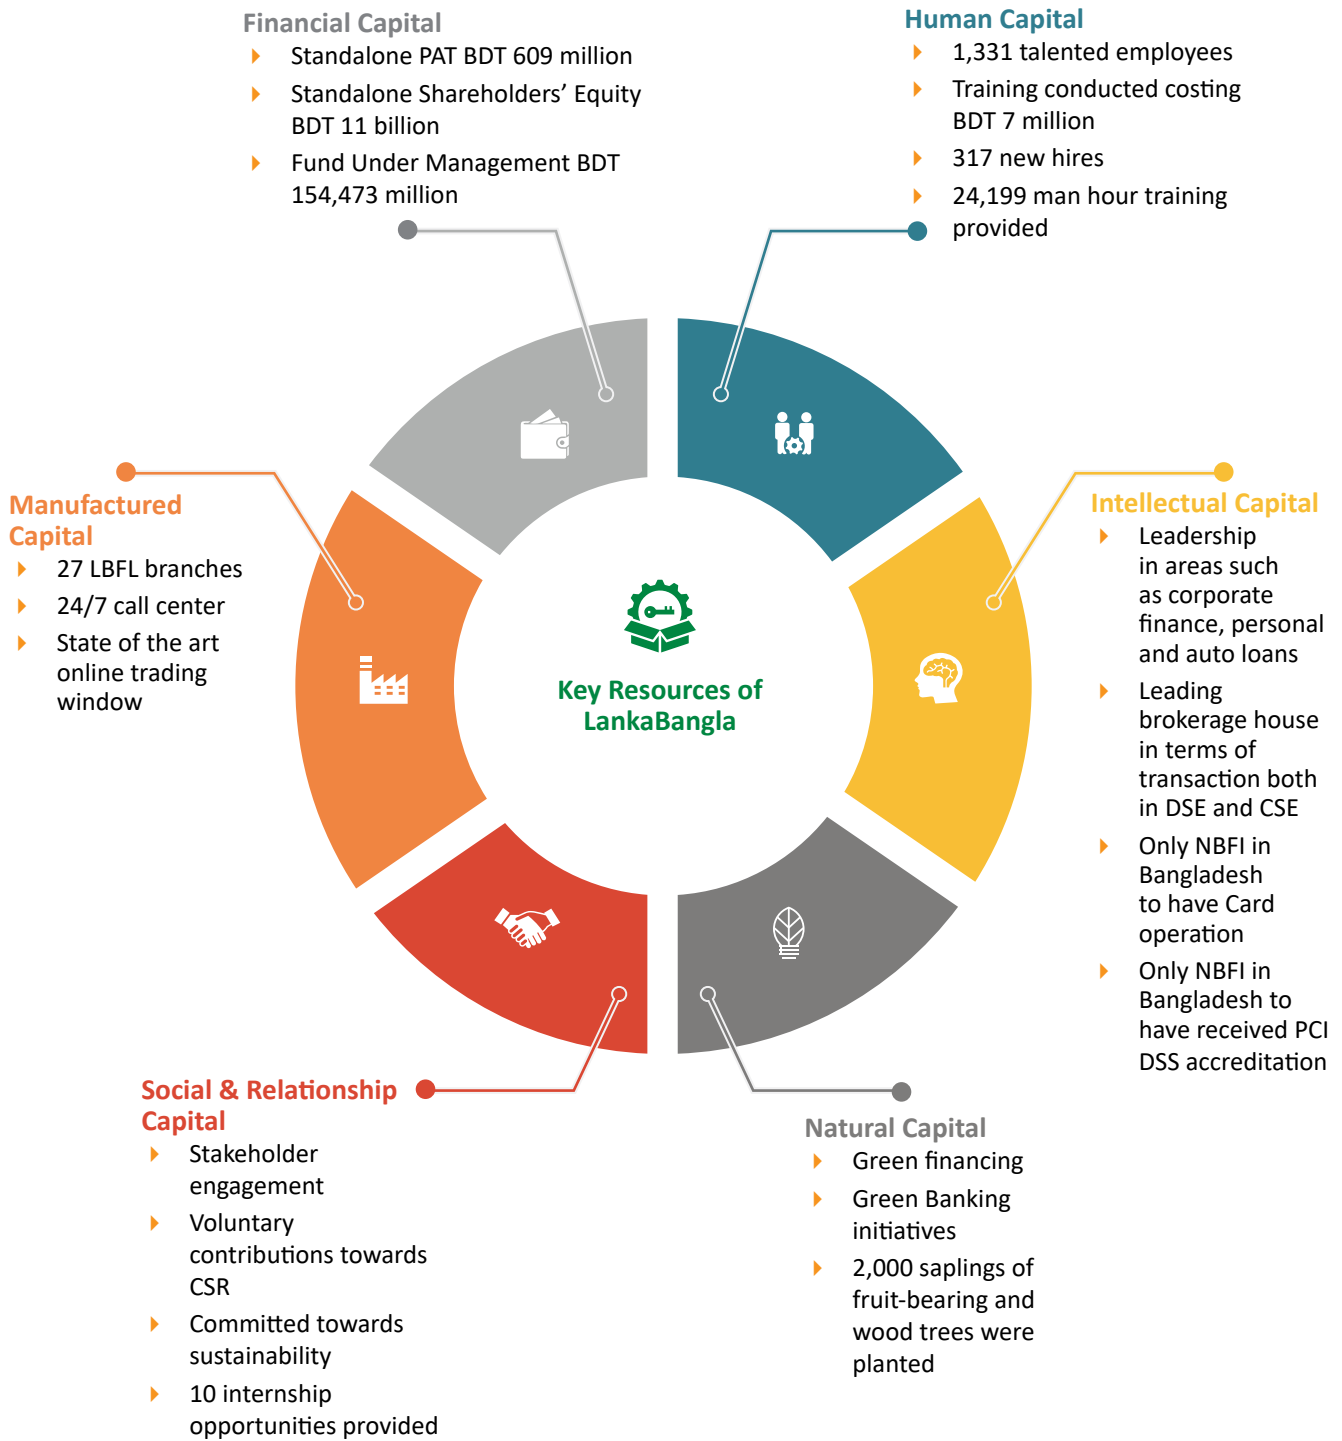 Financial Capital
Standalone PAT BDT 609 million
Standalone Shareholders’ Equity
BDT 11 billion
Fund Under Management BDT
154,473 million
Human Capital
1,331 talented employees
Training conducted costing
BDT 7 million
317 new hires
24,199 man hour training
provided
Manufactured
Capital
27 LBFL branches
24/7 call center
State of the art
online trading
window
Key Resources of
LankaBangla
Intellectual Capital
Leadership
in areas such
as corporate
finance, personal
and auto loans
Leading
brokerage house
in terms of
transaction both
in DSE and CSE
Only NBFI in
Bangladesh
to have Card
operation
Only NBFI in
Bangladesh to
have received PCI
DSS accreditation
Social & Relationship
Capital
Stakeholder
engagement
Voluntary
contributions towards
CSR
Committed towards
sustainability
10 internship
opportunities provided
Natural Capital
Green financing
Green Banking
initiatives
2,000 saplings of
fruit-bearing and
wood trees were
planted